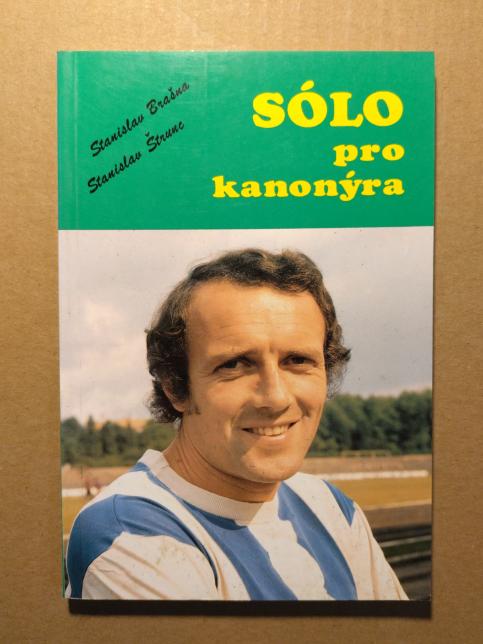 Stanislav Brašna
Stanislav Štrunc
SÓLO
pro
kanonýra